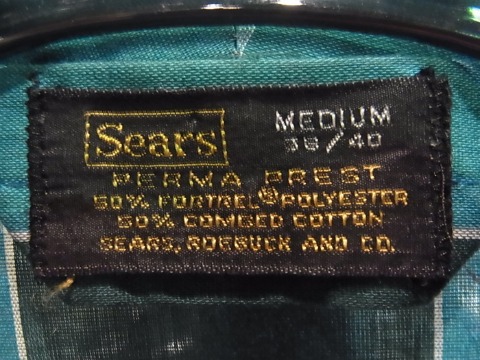 Sears
MEDIUM
38/40
PERMA PREST
50% FORTREL® POLYESTER
50% COMBED COTTON
SEARS, ROEBUCK AND CO.